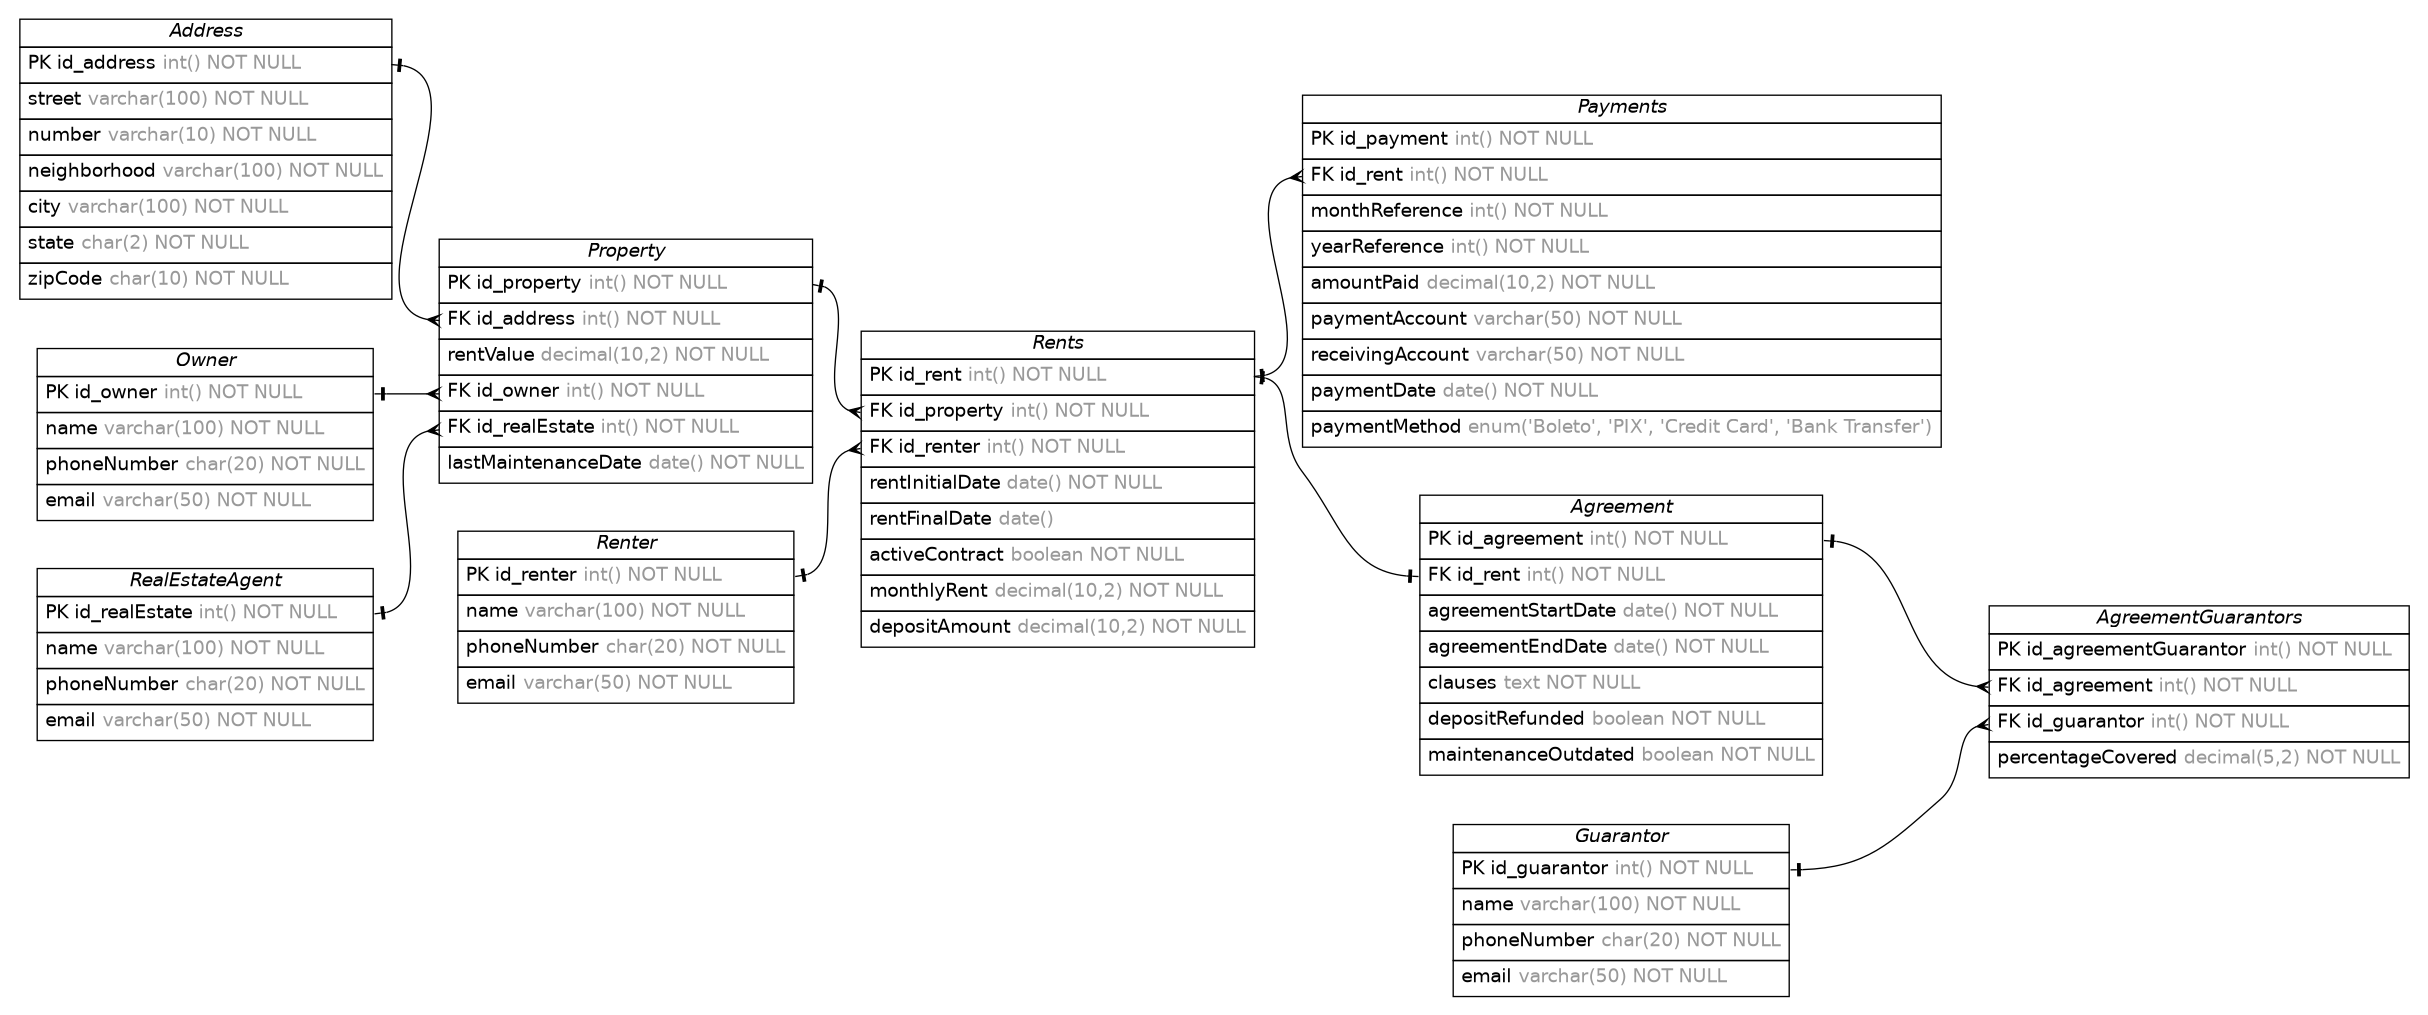 Address
PK id_address int() NOT NULL
street varchar(100) NOT NULL
number varchar(10) NOT NULL
neighborhood varchar(100) NOT NULL
city varchar(100) NOT NULL
state char(2) NOT NULL
zipCode char(10) NOT NULL
Owner
PK id_owner int() NOT NULL
name varchar(100) NOT NULL
phoneNumber char(20) NOT NULL
email varchar(50) NOT NULL
RealEstateAgent
PK id_realEstate int() NOT NULL
name varchar(100) NOT NULL
phoneNumber char(20) NOT NULL
email varchar(50) NOT NULL
Property
PK id_property int() NOT NULL
FK id_address int() NOT NULL
rentValue decimal(10,2) NOT NULL
FK id_owner int() NOT NULL
FK id_realEstate int() NOT NULL
lastMaintenanceDate date() NOT NULL
Renter
PK id_renter int() NOT NULL
name varchar(100) NOT NULL
phoneNumber char(20) NOT NULL
email varchar(50) NOT NULL
Rents
PK id_rent int() NOT NULL
FK id_property int() NOT NULL
FK id_renter int() NOT NULL
rentInitialDate date() NOT NULL
rentFinalDate date()
activeContract boolean NOT NULL
monthlyRent decimal(10,2) NOT NULL
depositAmount decimal(10,2) NOT NULL
Payments
PK id_payment int() NOT NULL
FK id_rent int() NOT NULL
monthReference int() NOT NULL
yearReference int() NOT NULL
amountPaid decimal(10,2) NOT NULL
paymentAccount varchar(50) NOT NULL
receivingAccount varchar(50) NOT NULL
paymentDate date() NOT NULL
paymentMethod enum('Boleto', 'PIX', 'Credit Card', 'Bank Transfer')
Agreement
PK id_agreement int() NOT NULL
FK id_rent int() NOT NULL
agreementStartDate date() NOT NULL
agreementEndDate date() NOT NULL
clauses text NOT NULL
depositRefunded boolean NOT NULL
maintenanceOutdated boolean NOT NULL
Guarantor
PK id_guarantor int() NOT NULL
name varchar(100) NOT NULL
phoneNumber char(20) NOT NULL
email varchar(50) NOT NULL
AgreementGuarantors
PK id_agreementGuarantor int() NOT NULL
FK id_agreement int() NOT NULL
FK id_guarantor int() NOT NULL
percentageCovered decimal(5,2) NOT NULL